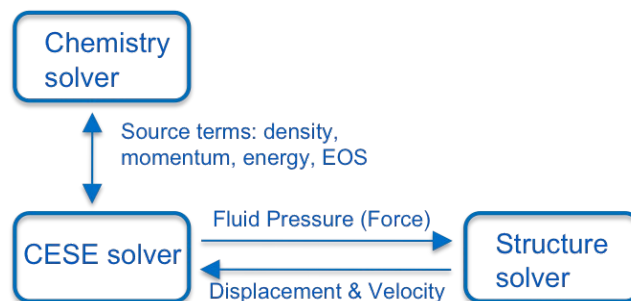 Chemistry
solver
Source terms: density,
momentum, energy, EOS
CESE solver
Fluid Pressure (Force)
Displacement & Velocity
Structure
solver